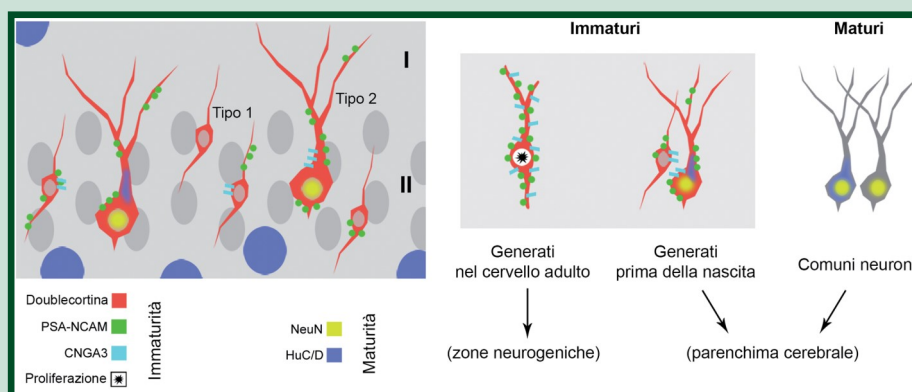 I
Tipo 1
Tipo 2
II
Doublecortina
PSA-NCAM
CNGA3
Proliferazione
Immaturità
NeuN
HuC/D
Maturità
Immaturi
Maturi
Generati
nel cervello adulto
Generati
prima della nascita
Comuni neuron
(zone neurogeniche)
(parenchima cerebrale)